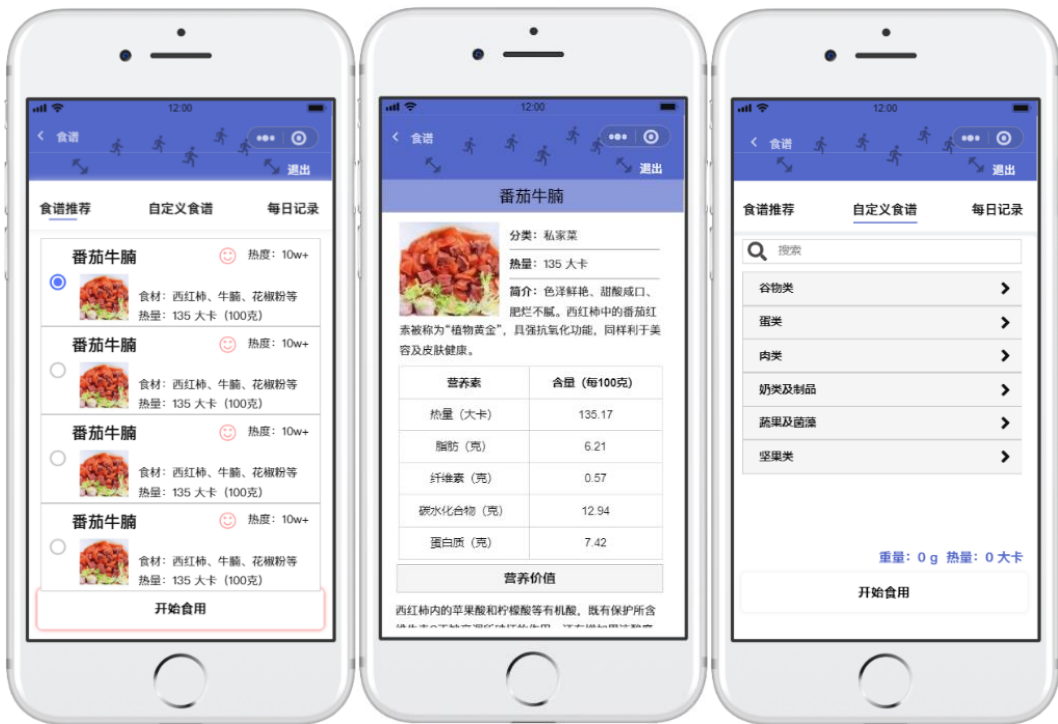 12:00
食谱
退出
食谱推荐 自定义食谱 每日记录
番茄牛腩 热度：10w+
食材：西红柿、牛腩、花椒粉等
热量：135 大卡（100克）
番茄牛腩 热度：10w+
食材：西红柿、牛腩、花椒粉等
热量：135 大卡（100克）
番茄牛腩 热度：10w+
食材：西红柿、牛腩、花椒粉等
热量：135 大卡（100克）
番茄牛腩 热度：10w+
食材：西红柿、牛腩、花椒粉等
热量：135 大卡（100克）
开始食用
12:00
食谱
退出
番茄牛腩
分类：私家菜
热量：135 大卡
简介：色泽鲜艳、甜酸咸口、
肥烂不腻。西红柿中的番茄红
素被称为“植物黄金”，具强抗氧化功能，同样利于美
容及皮肤健康。
营养素 含量（每100克）
热量（大卡） 135.17
脂肪（克） 6.21
纤维素（克） 0.57
碳水化合物（克） 12.94
蛋白质（克） 7.42
营养价值
西红柿内的苹果酸和柠檬酸等有机酸，既有保护所含
12:00
食谱
退出
食谱推荐 自定义食谱 每日记录
搜索
谷物类
蛋类
肉类
奶类及制品
蔬果及菌藻
坚果类
重量：0 g 热量：0 大卡
开始食用